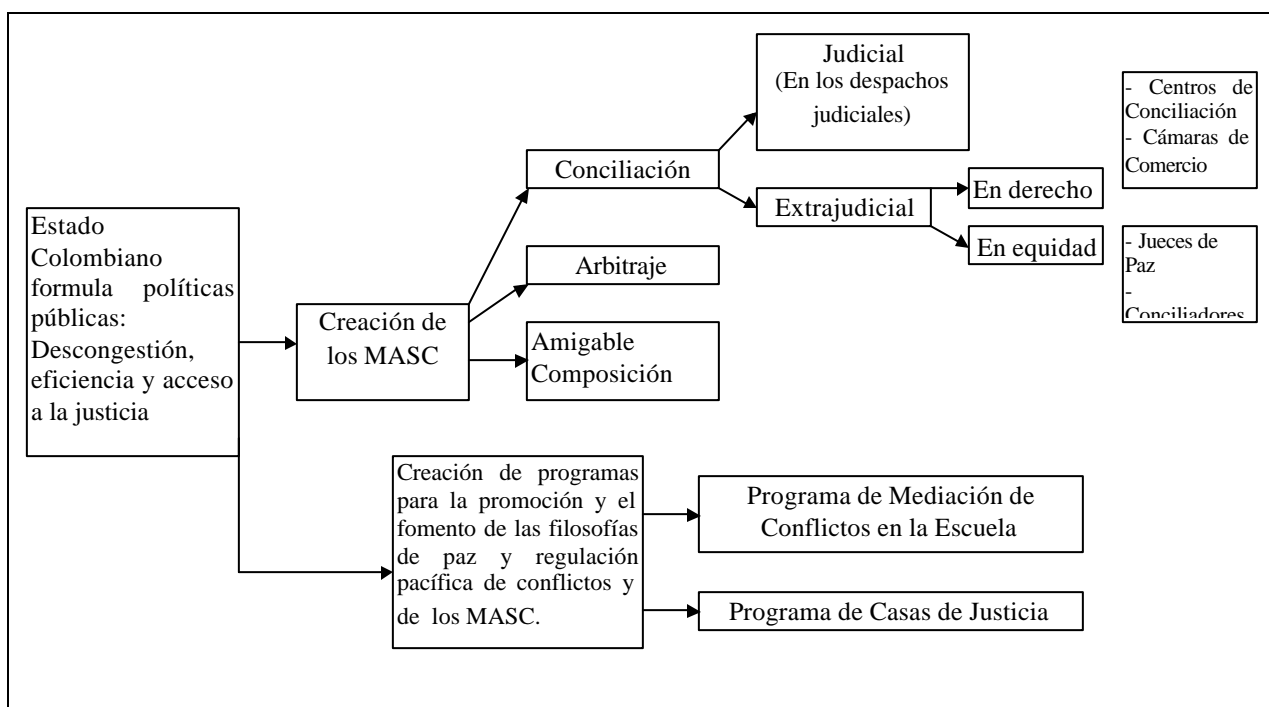 Estado
Colombiano
formula políticas
públicas:
Descongestión,
eficiencia y acceso
a la justicia
Creación de
los MASC
Conciliación
Arbitraje
Amigable
Composición
Judicial
(En los despachos
judiciales)
Extrajudicial
En derecho
En equidad
- Centros de
Conciliación
- Cámaras de
Comercio
- Jueces de
Paz
-
Conciliadores
Creación de programas
para la promoción y el
fomento de las filosofías
de paz y regulación
pacífica de conflictos y
de los MASC.
Programa de Mediación de
Conflictos en la Escuela
Programa de Casas de Justicia